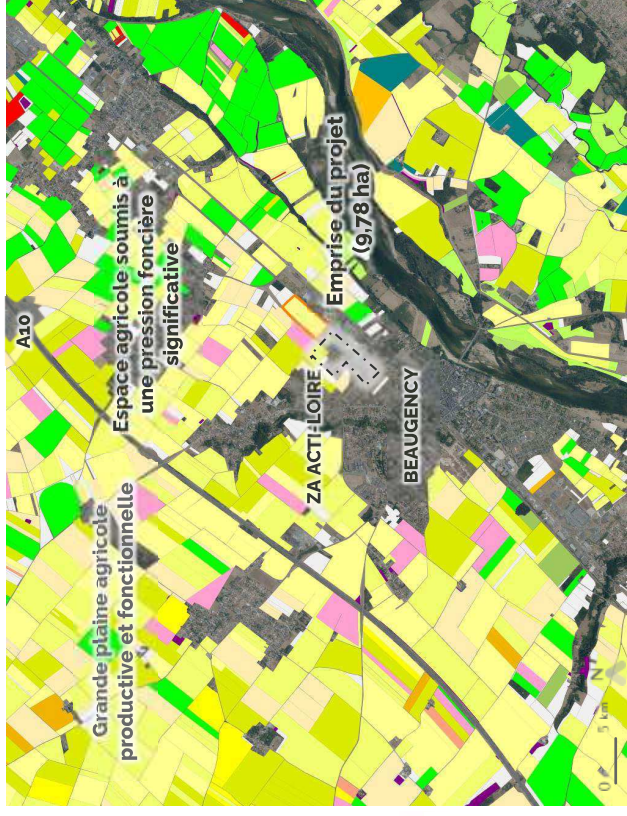 A10
Espace agricole soumis à
une pression foncière
significative
Grande plaine agricole
productive et fonctionnelle
Emprise du projet
(9,78 ha)
ZA ACTI-LOIRE
BEAUGENCY
0
5 km
N